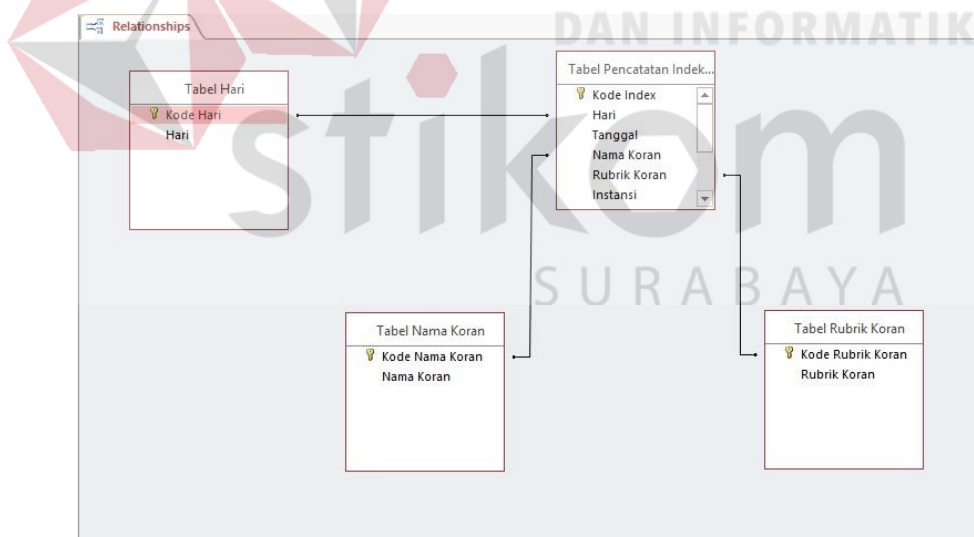 DAN INFORMATIK
Relationships
Tabel Hari
Kode Hari
Hari
Tabel Pencatatan Indek...
Kode Index
Hari
Tanggal
Nama Koran
Rubrik Koran
Instansi
stikom
SURABAYA
Tabel Nama Koran
Kode Nama Koran
Nama Koran
Tabel Rubrik Koran
Kode Rubrik Koran
Rubrik Koran